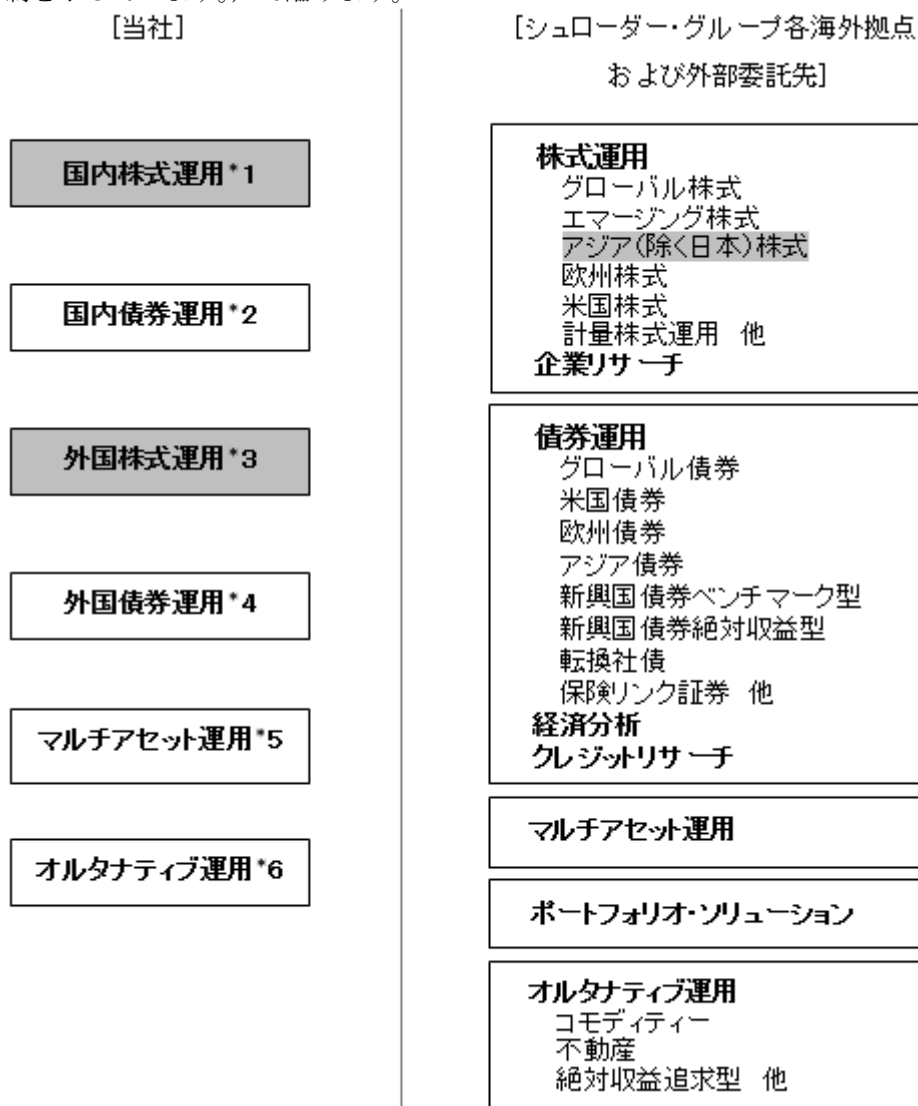 [当社]
国内株式運用*1
国内債券運用*2
外国株式運用*3
外国債券運用*4
マルチアセット運用*5
オルタナティブ運用*6
[シュローダー・グループ各海外拠点
および外部委託先]
株式運用
グローバル株式
エマージング株式
アジア(除く日本)株式
欧州株式
米国株式
計量株式運用 他
企業リサーチ
債券運用
グローバル債券
米国債券
欧州債券
アジア債券
新興国債券ベンチマーク型
新興国債券絶対収益型
転換社債
保険リンク証券 他
経済分析
クレジットリサーチ
マルチアセット運用
ポートフォリオ・ソリューション
オルタナティブ運用
コモディティー
不動産
絶対収益追求型 他